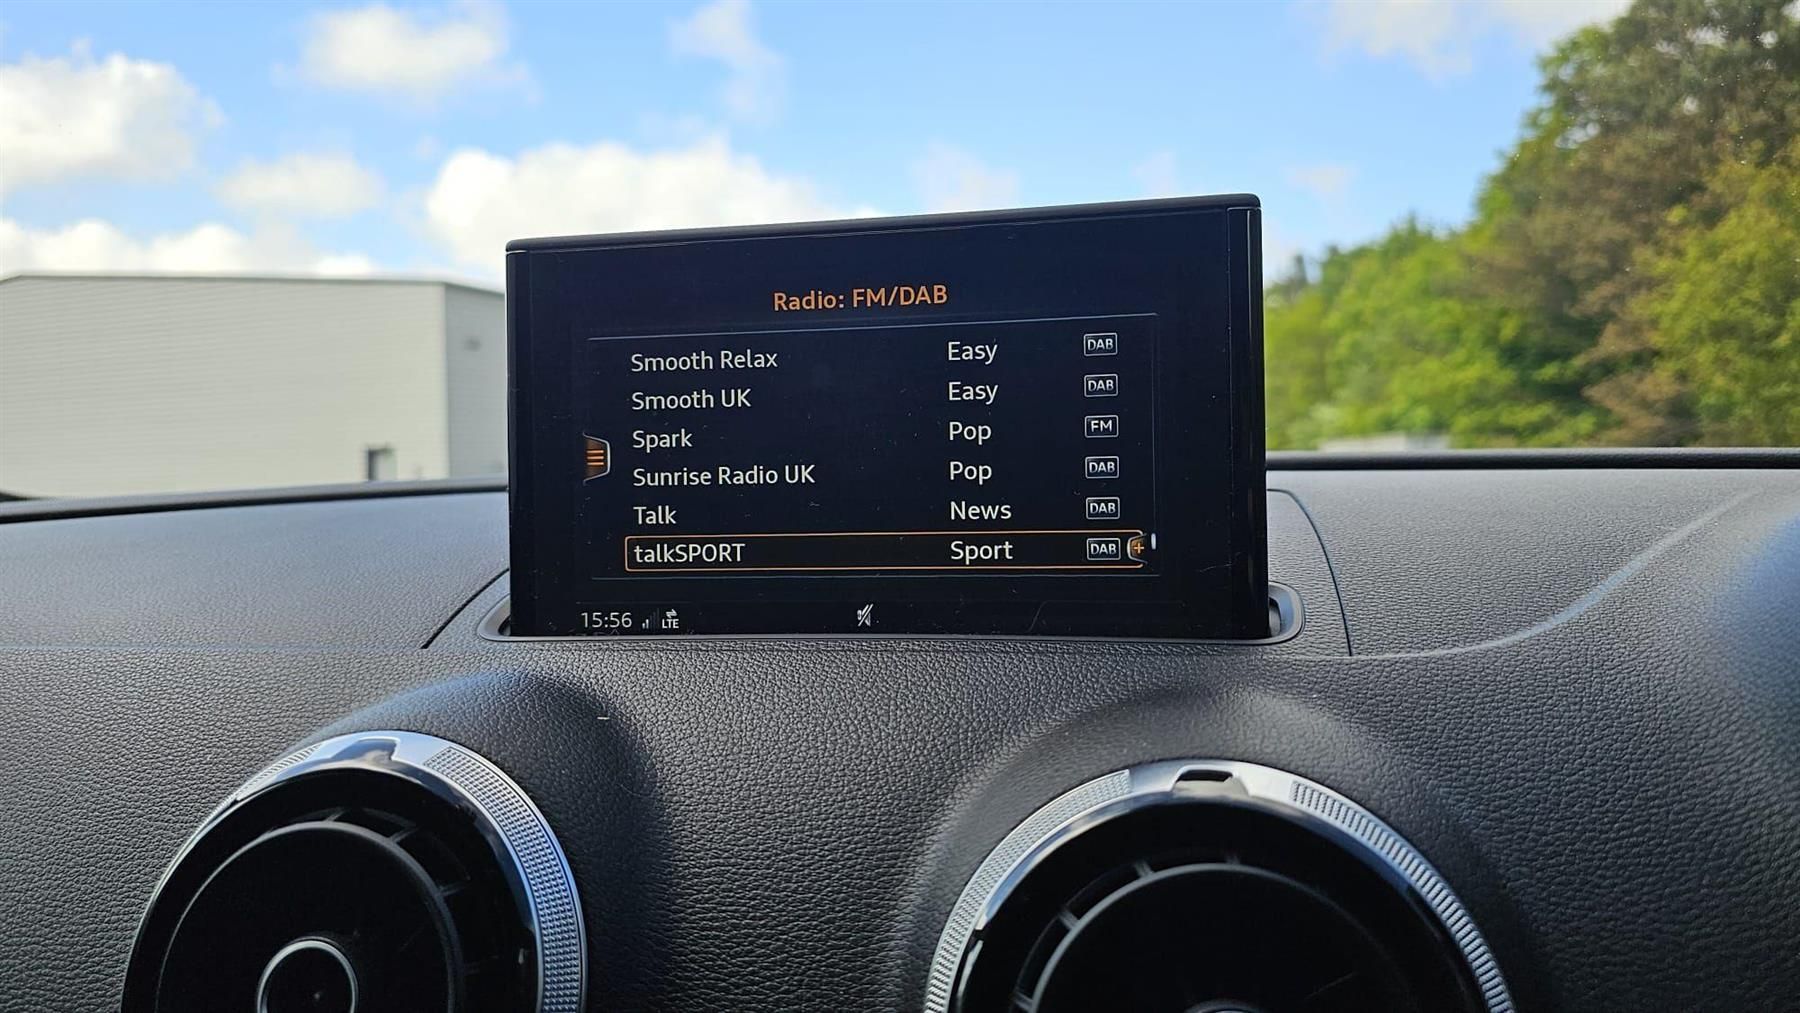 Radio: FM/DAB
Smooth Relax Easy DAB
Smooth UK Easy DAB
Spark Pop FM
Sunrise Radio UK Pop DAB
Talk News DAB
talkSPORT Sport DAB +
15:56 LTE